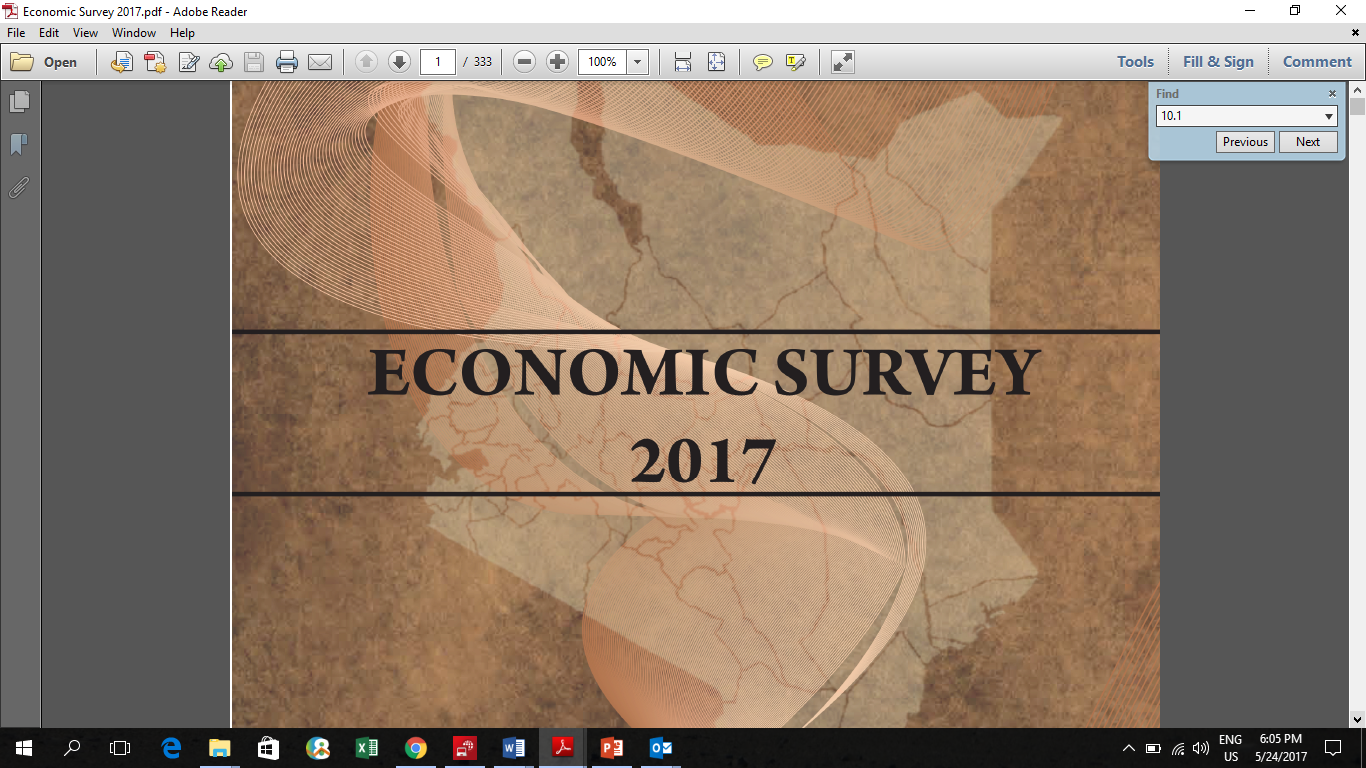 Economic Survey 2017.pdf - Adobe Reader
File Edit View Window Help
Open 1 / 333 100% Tools Fill & Sign Comment
Find
10.1
Previous Next
ECONOMIC SURVEY
2017
ENG 6:05 PM
US 5/24/2017